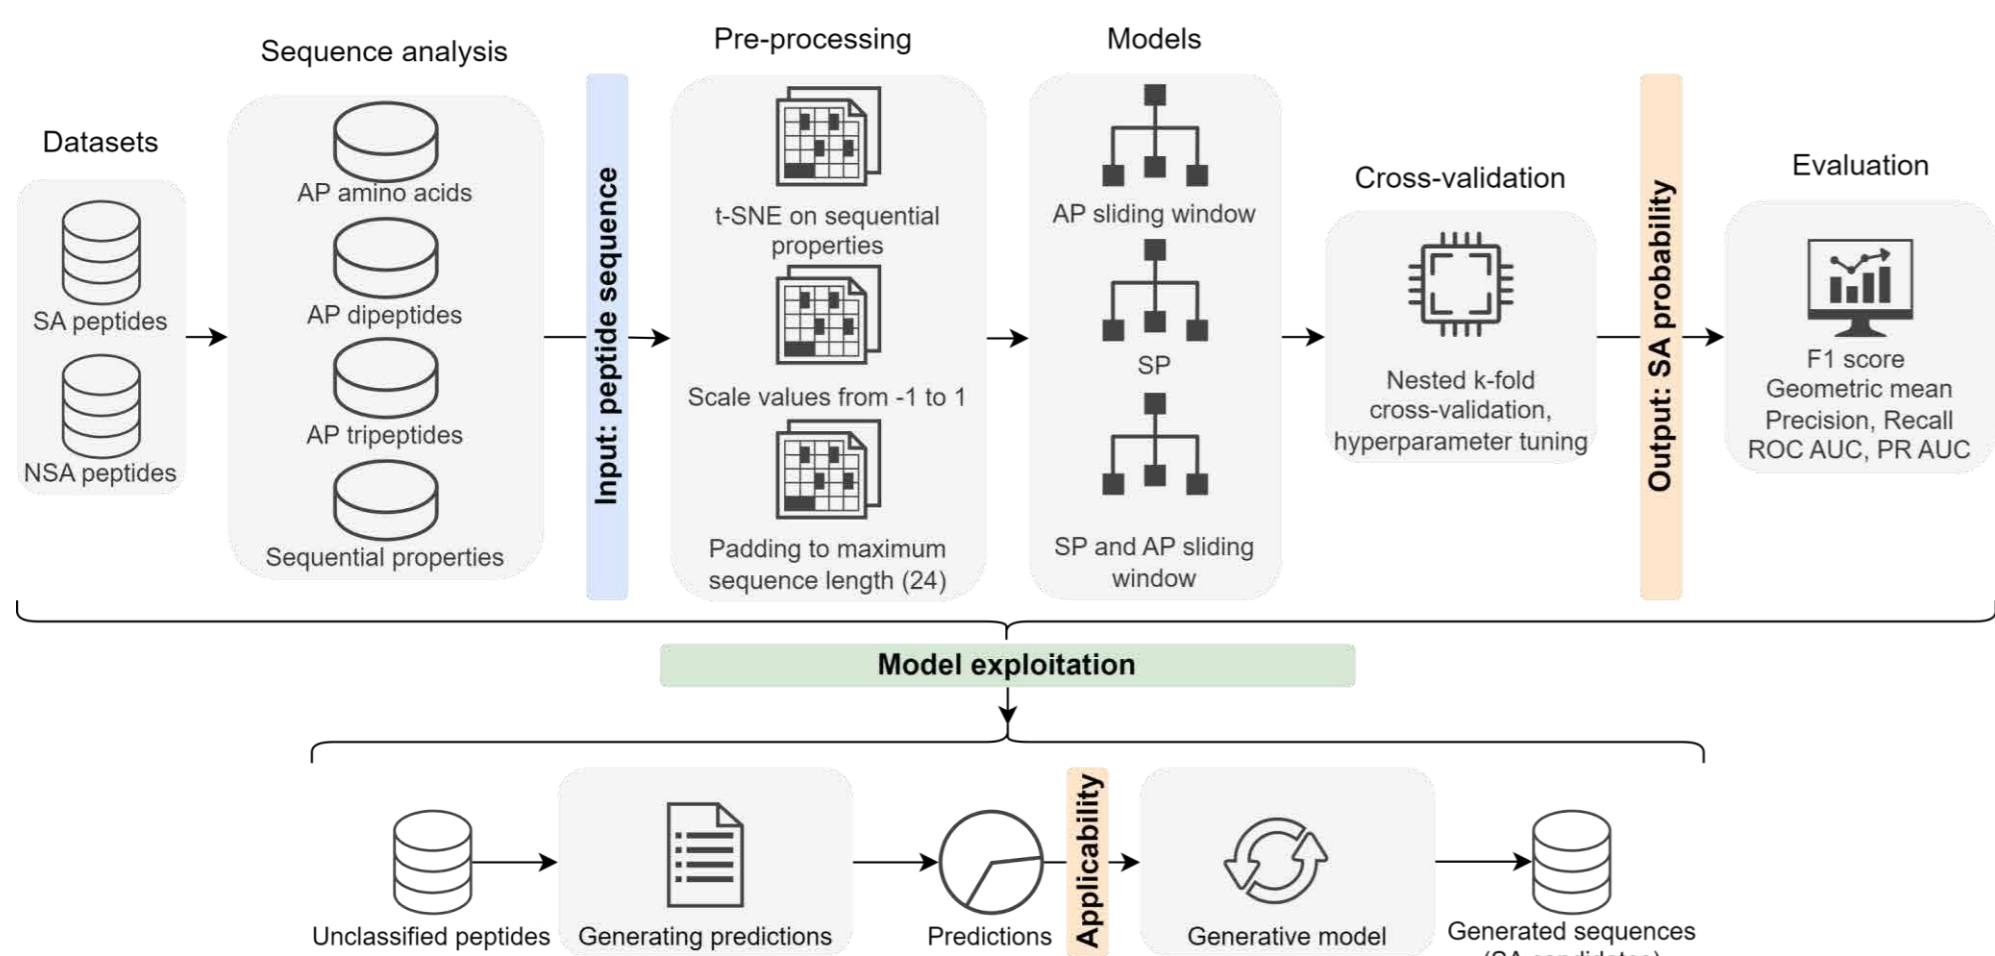 Datasets
SA peptides
NSA peptides
Sequence analysis
AP amino acids
AP dipeptides
AP tripeptides
Sequential properties
Input: peptide sequence
Pre-processing
t-SNE on sequential
properties
Scale values from -1 to 1
Padding to maximum
sequence length (24)
Models
AP sliding window
SP
SP and AP sliding
window
Cross-validation
Nested k-fold
cross-validation,
hyperparameter tuning
Output: SA probability
Evaluation
F1 score
Geometric mean
Precision, Recall
ROC AUC, PR AUC
Model exploitation
Unclassified peptides
Generating predictions
Predictions
Applicability
Generative model
Generated sequences
(SA candidates)